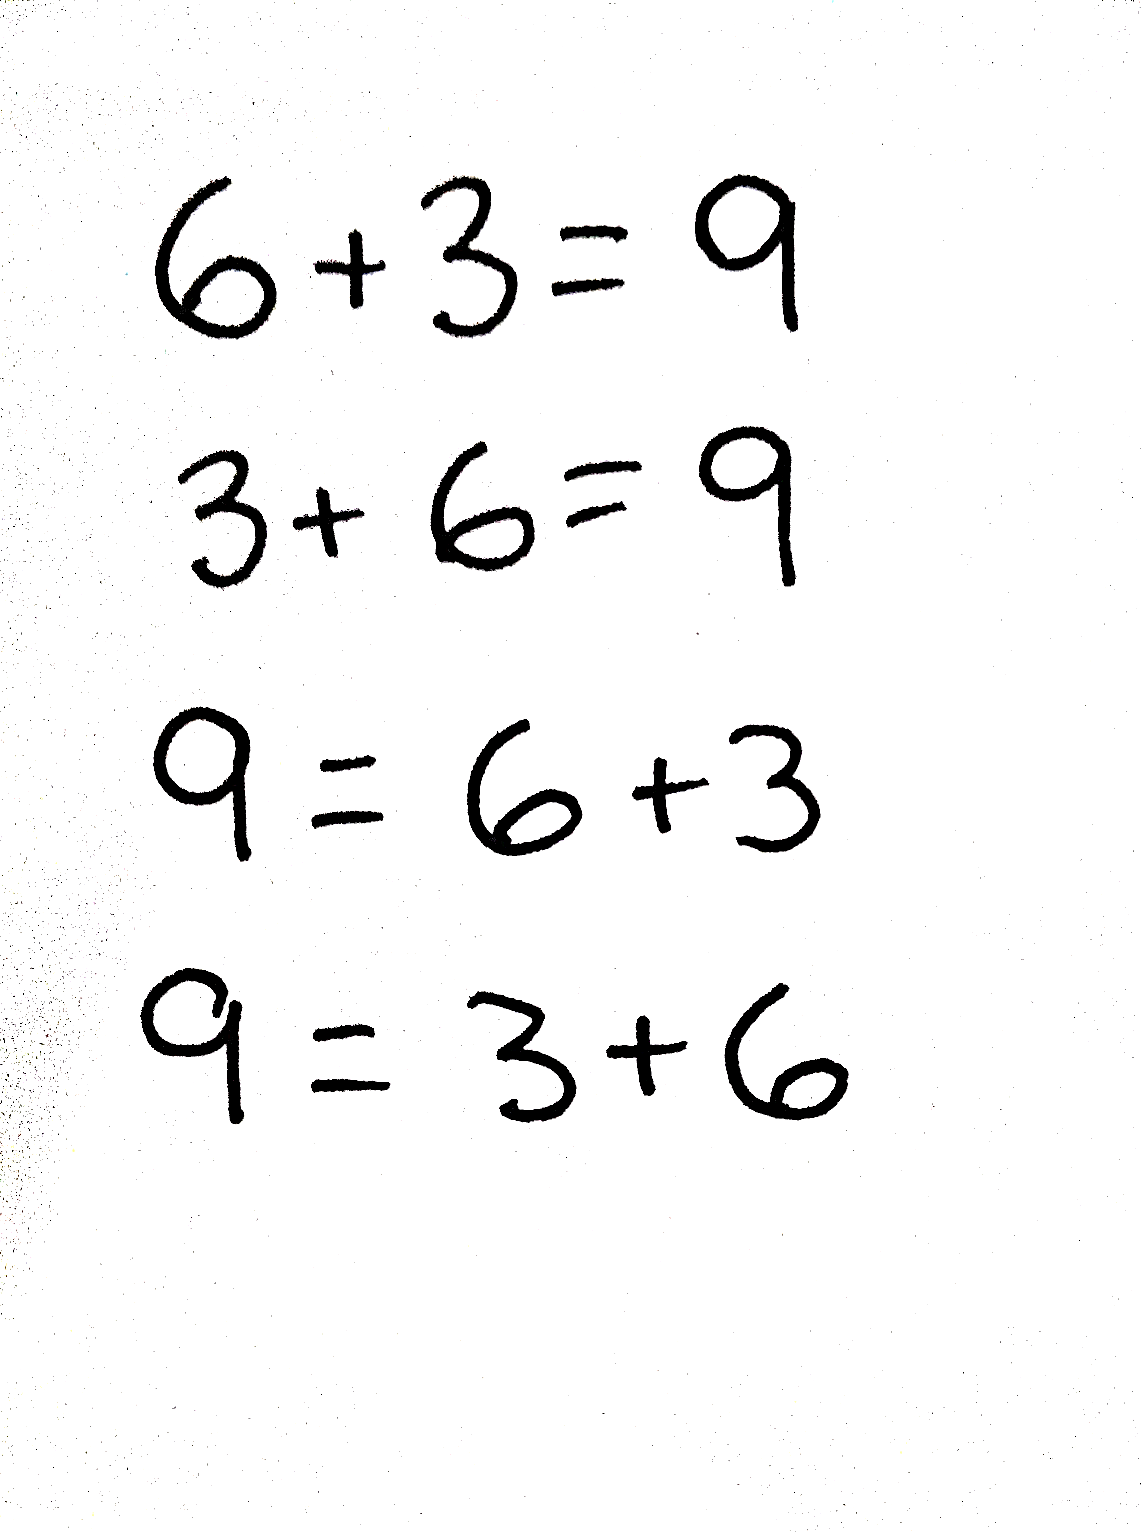 6 + 3 = 9
3 + 6 = 9
9 = 6 + 3
9 = 3 + 6